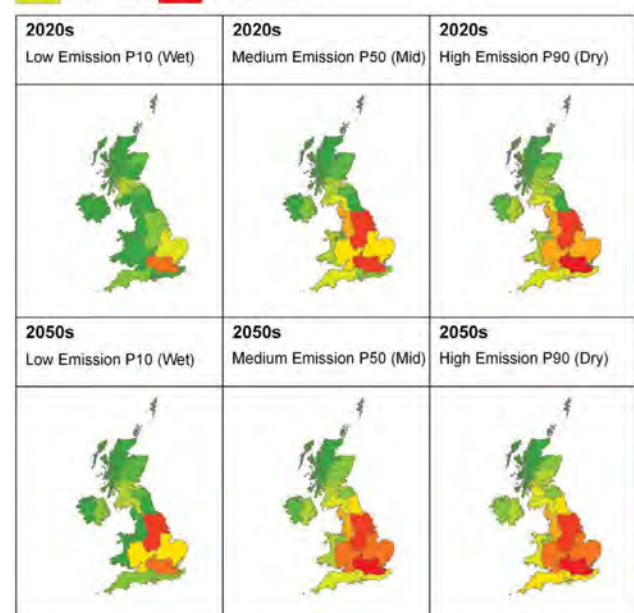 2020s
Low Emission P10 (Wet)
2020s
Medium Emission P50 (Mid)
2020s
High Emission P90 (Dry)
2050s
Low Emission P10 (Wet)
2050s
Medium Emission P50 (Mid)
2050s
High Emission P90 (Dry)